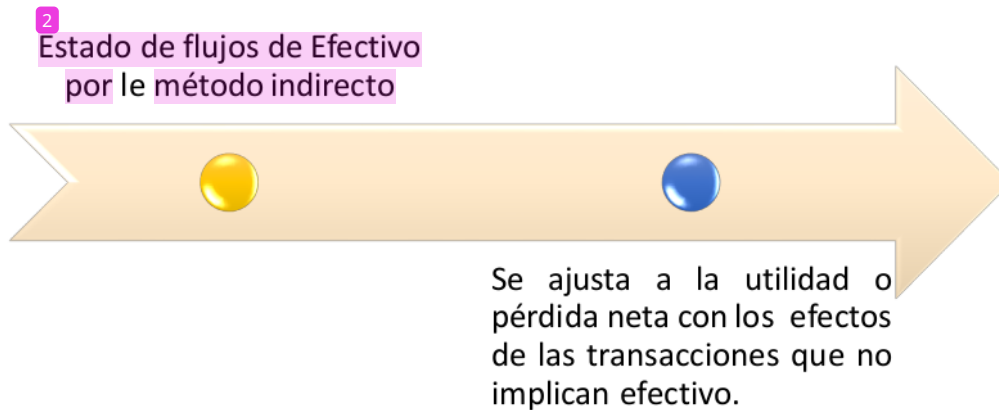 2
Estado de flujos de Efectivo
por le método indirecto
Se ajusta a la utilidad o
pérdida neta con los efectos
de las transacciones que no
implican efectivo.